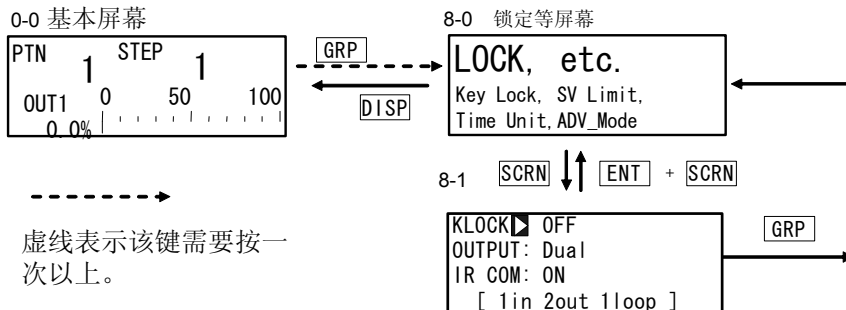 0-0 基本屏幕
PTN 1 STEP 1
OUT1 0 50 100
0.0%
GRP
DISP
8-0 锁定等屏幕
LOCK, etc.
Key Lock, SV Limit,
Time Unit,ADV_Mode
8-1 SCRN ENT + SCRN
KLOCK OFF
OUTPUT: Dual
IR COM: ON
[ 1in 2out 1loop ]
GRP
虚线表示该键需要按一
次以上。